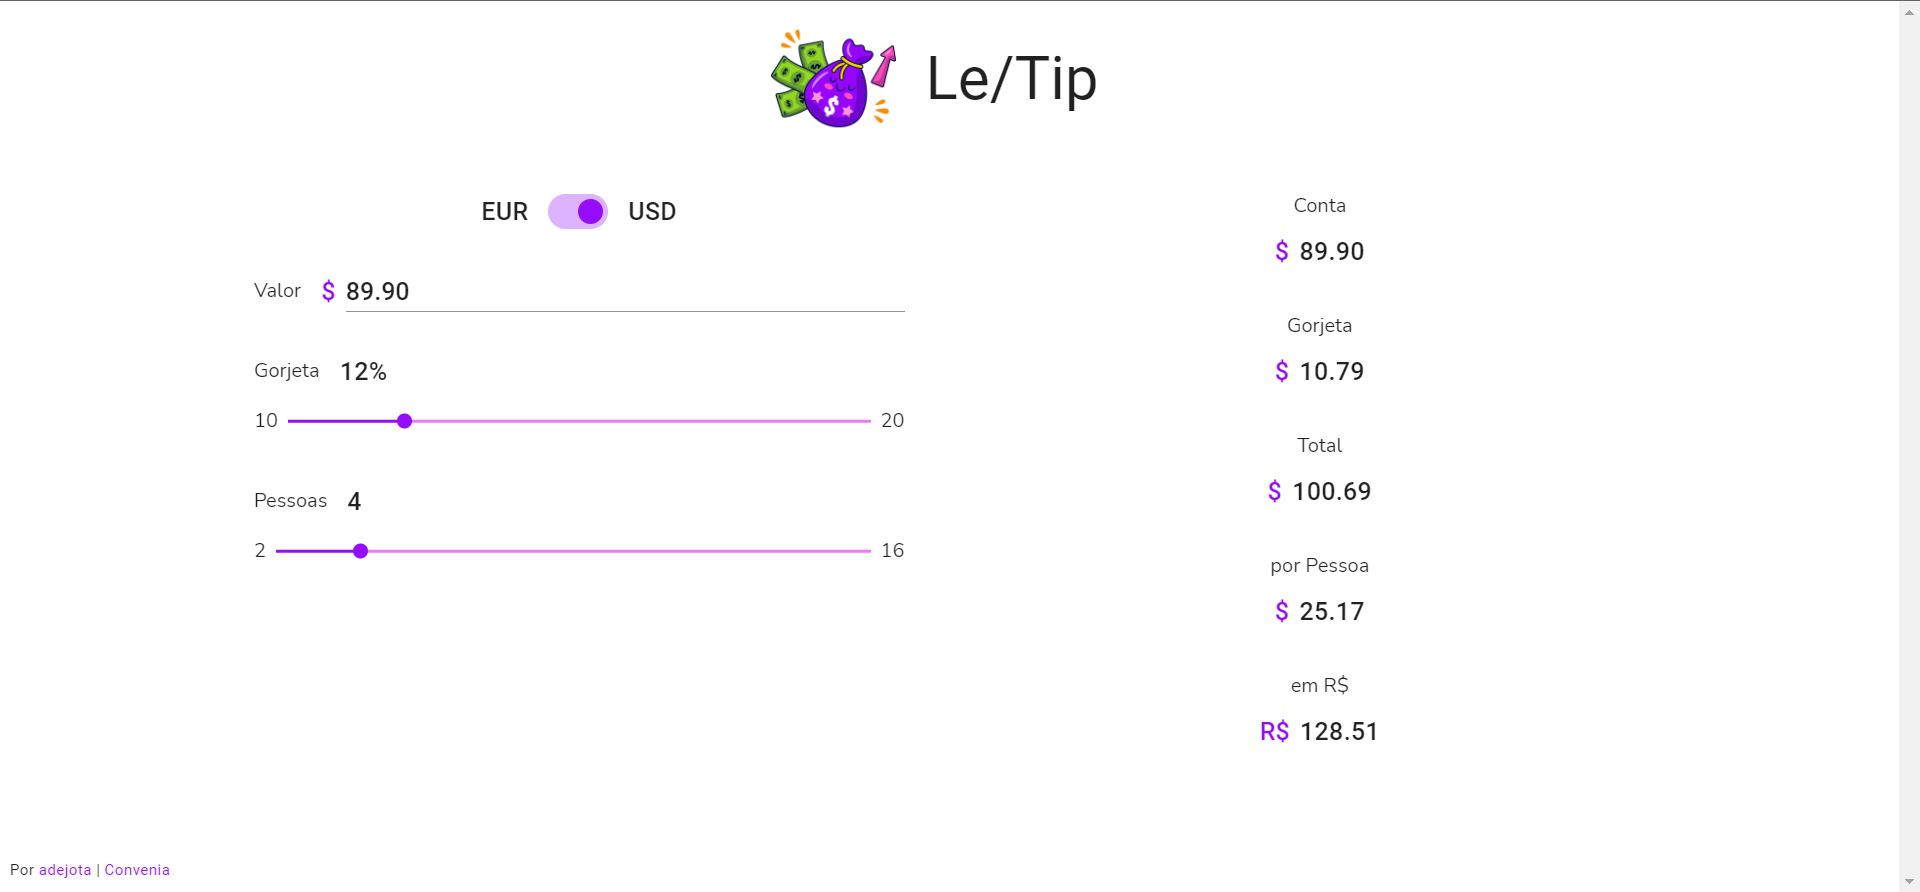 Le/Tip
EUR USD
Valor $ 89.90
Gorjeta 12%
10 20
Pessoas 4
2 16
Conta
$ 89.90
Gorjeta
$ 10.79
Total
$ 100.69
por Pessoa
$ 25.17
em R$
R$ 128.51
Por adejota | Convenia